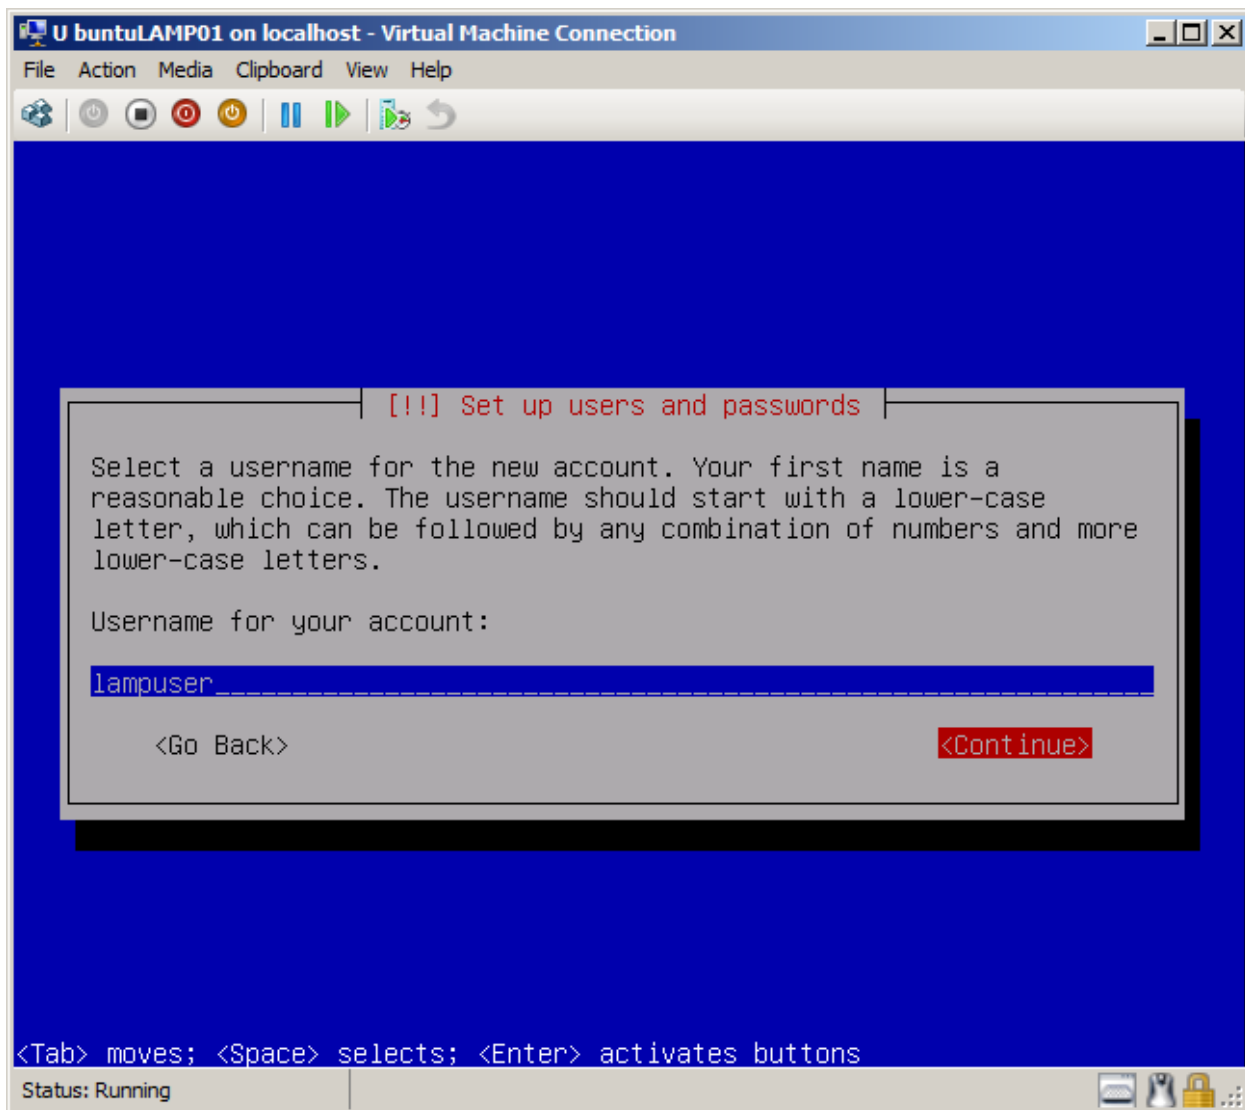 U buntuLAMP01 on localhost - Virtual Machine Connection
File Action Media Clipboard View Help
[!!] Set up users and passwords
Select a username for the new account. Your first name is a
reasonable choice. The username should start with a lower-case
letter, which can be followed by any combination of numbers and more
lower-case letters.
Username for your account:
lampuser
<Go Back> <Continue>
<Tab> moves; <Space> selects; <Enter> activates buttons
Status: Running